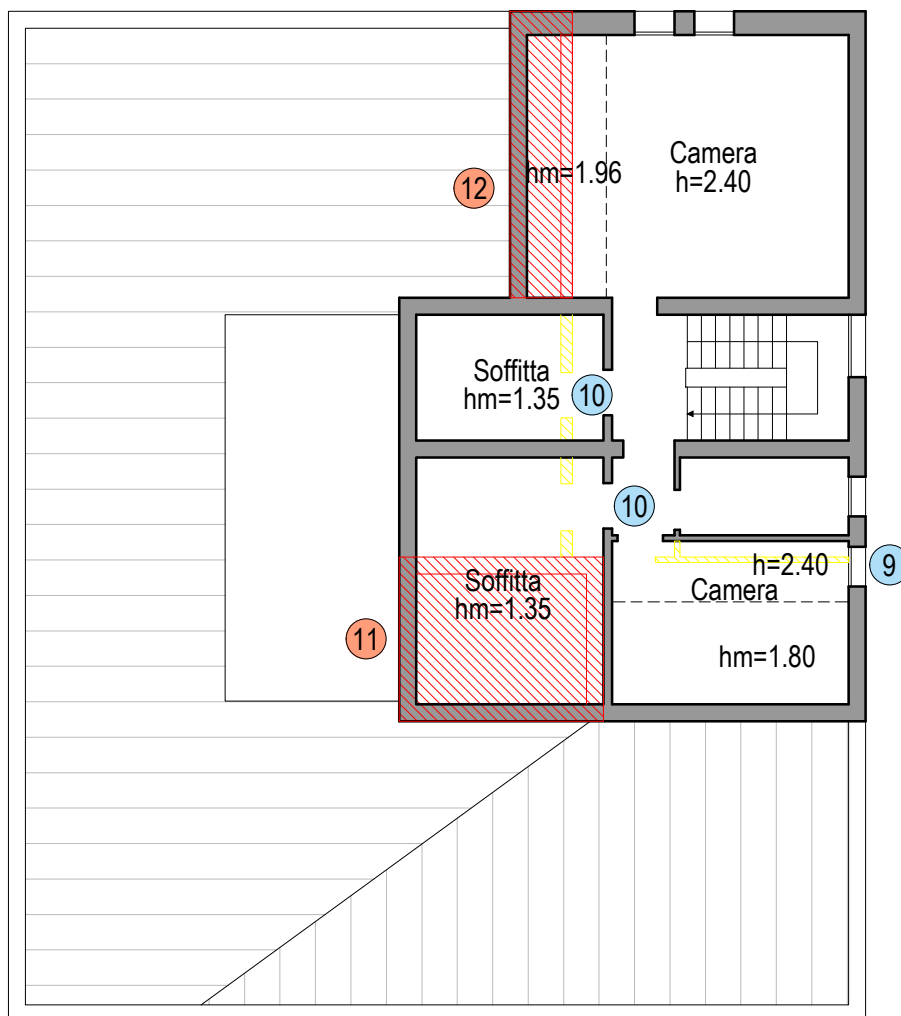 Camera
h=2.40
hm=1.96
12
Soffitta
hm=1.35
10
10
h=2.40
9
Camera
Soffitta
hm=1.35
11
hm=1.80